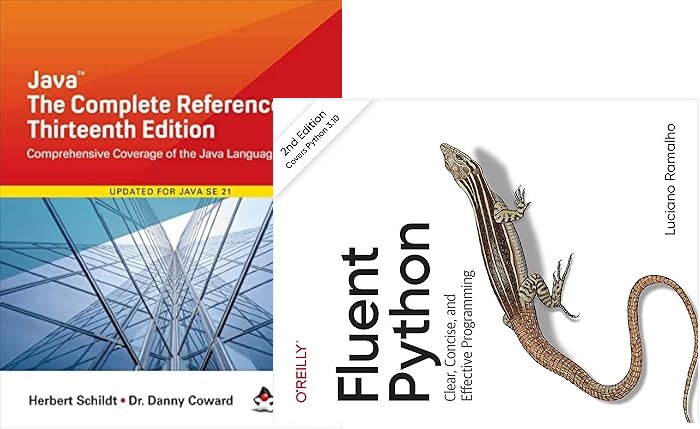 Java™
The Complete Reference
Thirteenth Edition
Comprehensive Coverage of the Java Languag
UPDATED FOR JAVA SE 21
Herbert Schildt • Dr. Danny Coward
2nd Edition
Covers Python 3.10
O'REILLY®
Fluent
Python
Clear, Concise, and
Effective Programming
Luciano Ramalho